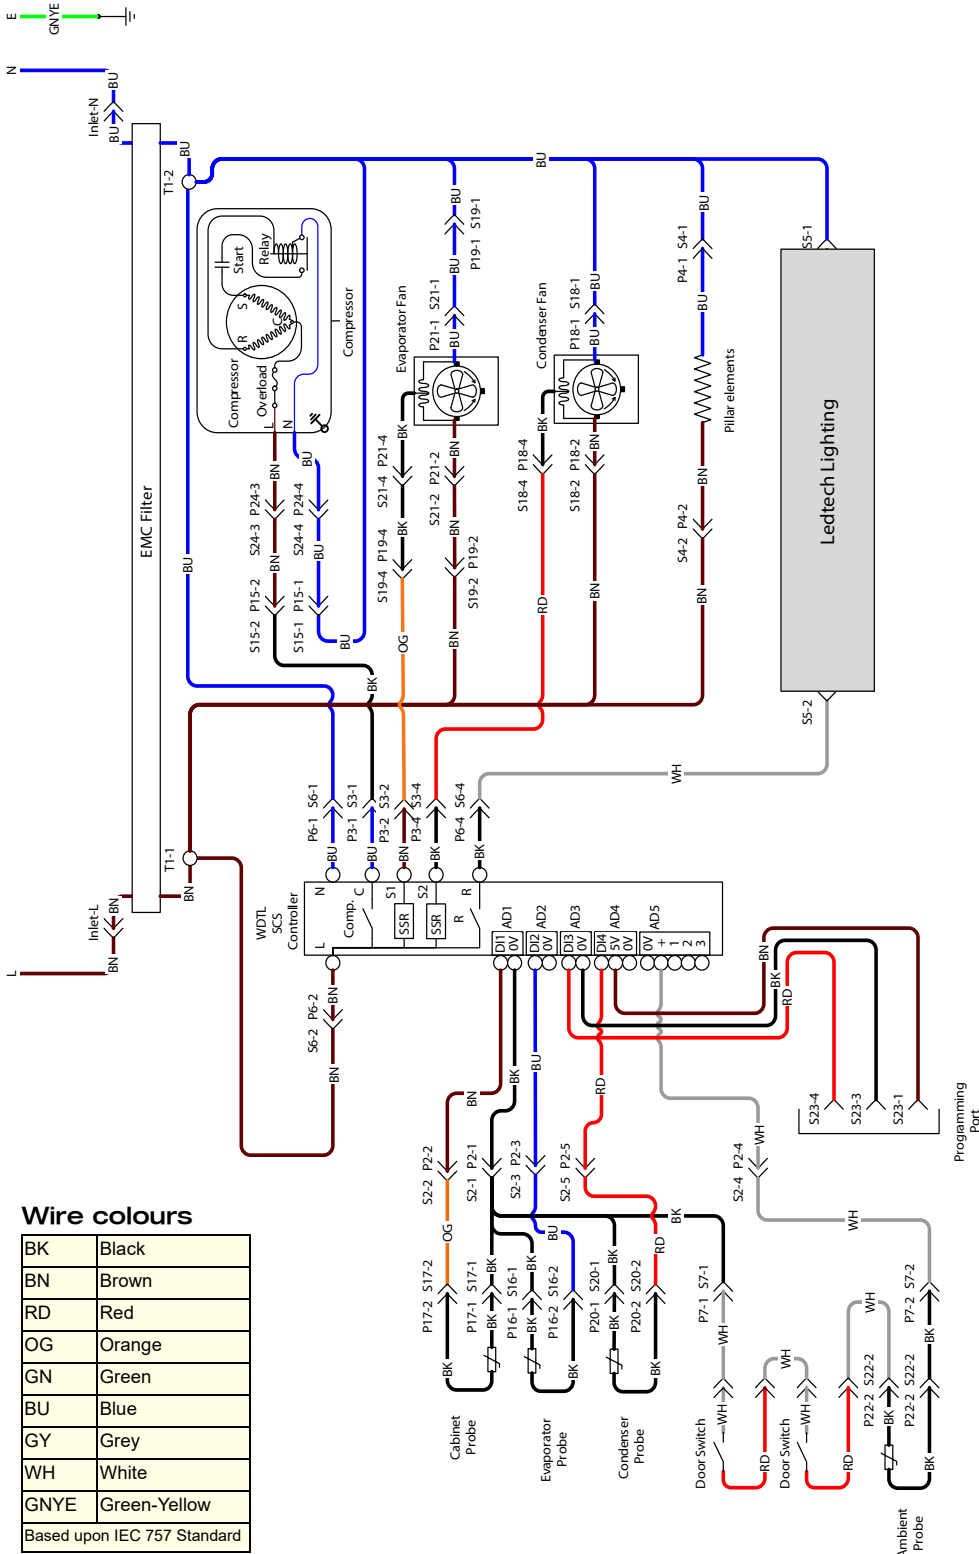 E
GNYE
N
BU
Inlet-N
BU
T1-2
BU
EMC Filter
BU
T1-1
BN
Inlet-L
BN
BN
L
Compressor
Overload
L
N
R
S
C
Start
Relay
Compressor
BN
BU
S24-3 P24-3
S24-4 P24-4
BN
BU
S15-2 P15-2
S15-1 P15-1
BU
BK
Evaporator Fan
BU
P21-1 S21-1
BU
P19-1 S19-1
BU
BU
BK
S21-4 P21-4
BK
S19-4 P19-4
OG
BN
S21-2 P21-2
BN
S19-2 P19-2
BN
Condenser Fan
BU
P18-1 S18-1
BU
BK
S18-4 P18-4
RD
BN
S18-2 P18-2
BN
Pillar elements
BU
P4-1 S4-1
BU
BN
S4-2 P4-2
BN
Ledtech Lighting
S5-1
S5-2
WH
P6-1 S6-1
P3-1 S3-1
P3-2 S3-2
P3-4 S3-4
P6-4 S6-4
BU
BU
BN
BK
BK
WDTL
SCS
Controller
N
L
Comp.
C
S1
SSR
S2
SSR
R
R
DI1
0V
AD1
DI2
0V
AD2
DI3
0V
AD3
DI4
5V
0V
AD4
0V
+
1
2
3
AD5
S6-2 P6-2
BN
BN
BN
BK
BU
RD
BN
BK
RD
S23-4
S23-3
S23-1
Programming
Port
S2-2 P2-2
S2-1 P2-1
S2-3 P2-3
S2-5 P2-5
S2-4 P2-4
WH
WH
OG
BK
BU
BK
RD
BK
P17-2 S17-2
P17-1 S17-1
P16-1 S16-1
P16-2 S16-2
P20-1 S20-1
P20-2 S20-2
P7-1 S7-1
P7-2 S7-2
BK
BK
BK
BK
BK
BK
WH
WH
RD
WH
WH
RD
WH
BK
P22-2 S22-2
P22-2 S22-2
BK
BK
Cabinet
Probe
Evaporator
Probe
Condenser
Probe
Door Switch
Door Switch
Ambient
Probe
Wire colours
BK Black
BN Brown
RD Red
OG Orange
GN Green
BU Blue
GY Grey
WH White
GNYE Green-Yellow
Based upon IEC 757 Standard